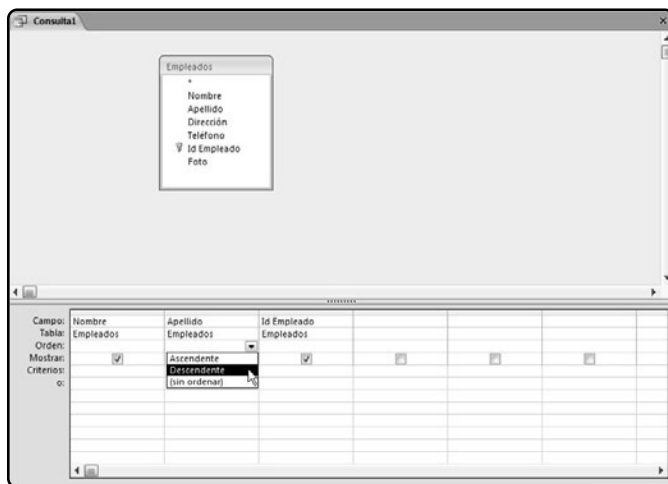 Consulta1
Empleados
*
Nombre
Apellido
Dirección
Teléfono
Id Empleado
Foto
Campo: Nombre Apellido Id Empleado
Tabla: Empleados Empleados Empleados
Orden:
Mostrar: Ascendente
Criterios: Descendente
o: (sin ordenar)